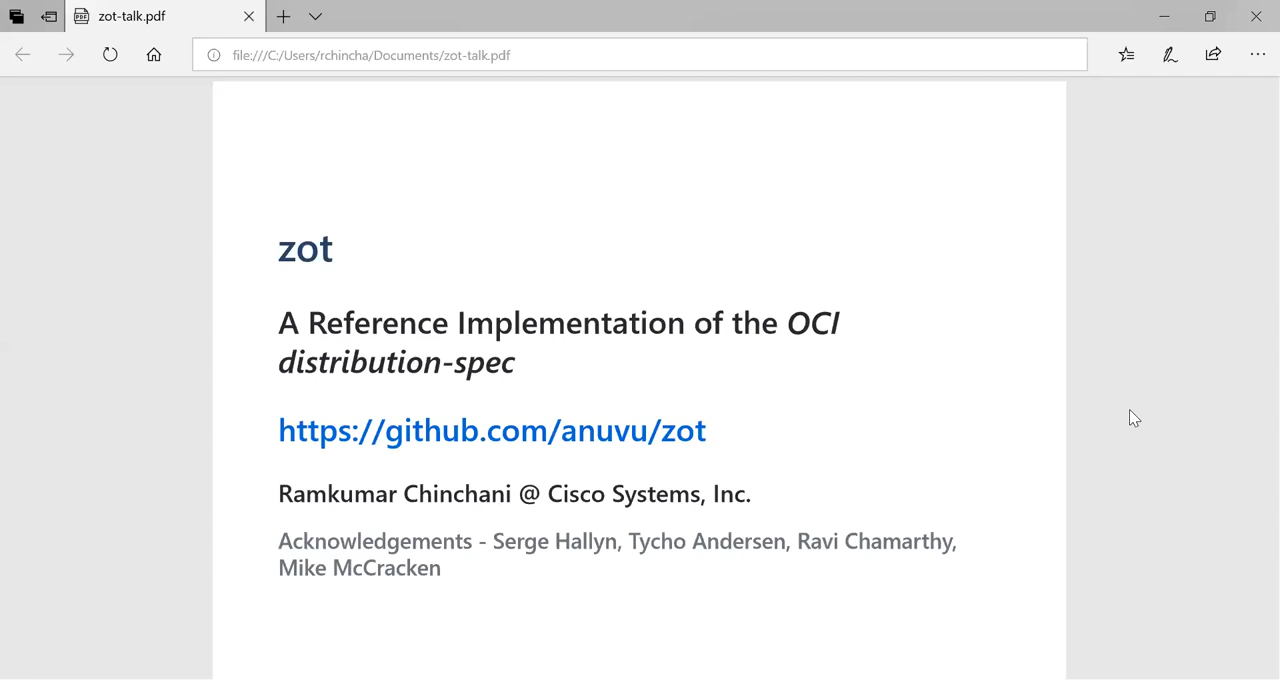 zot-talk.pdf
file:///C:/Users/rchincha/Documents/zot-talk.pdf
zot
A Reference Implementation of the OCI
distribution-spec
https://github.com/anuvu/zot
Ramkumar Chinchani @ Cisco Systems, Inc.
Acknowledgements - Serge Hallyn, Tycho Andersen, Ravi Chamarthy,
Mike McCracken